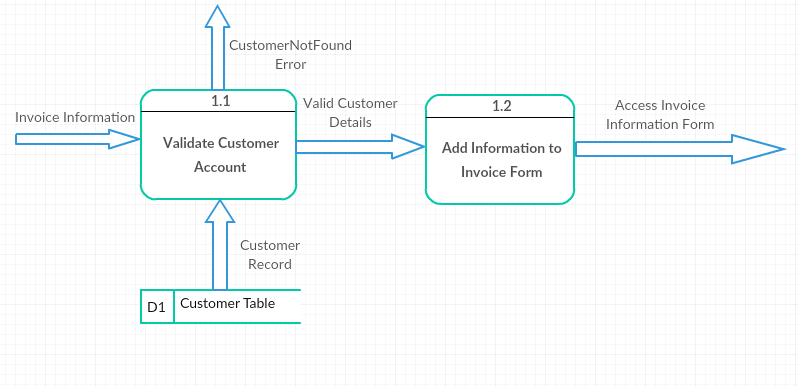 CustomerNotFound
Error
1.1
Valid Customer
Details
1.2
Access Invoice
Information Form
Invoice Information
Validate Customer
Account
Add Information to
Invoice Form
Customer
Record
D1
Customer Table